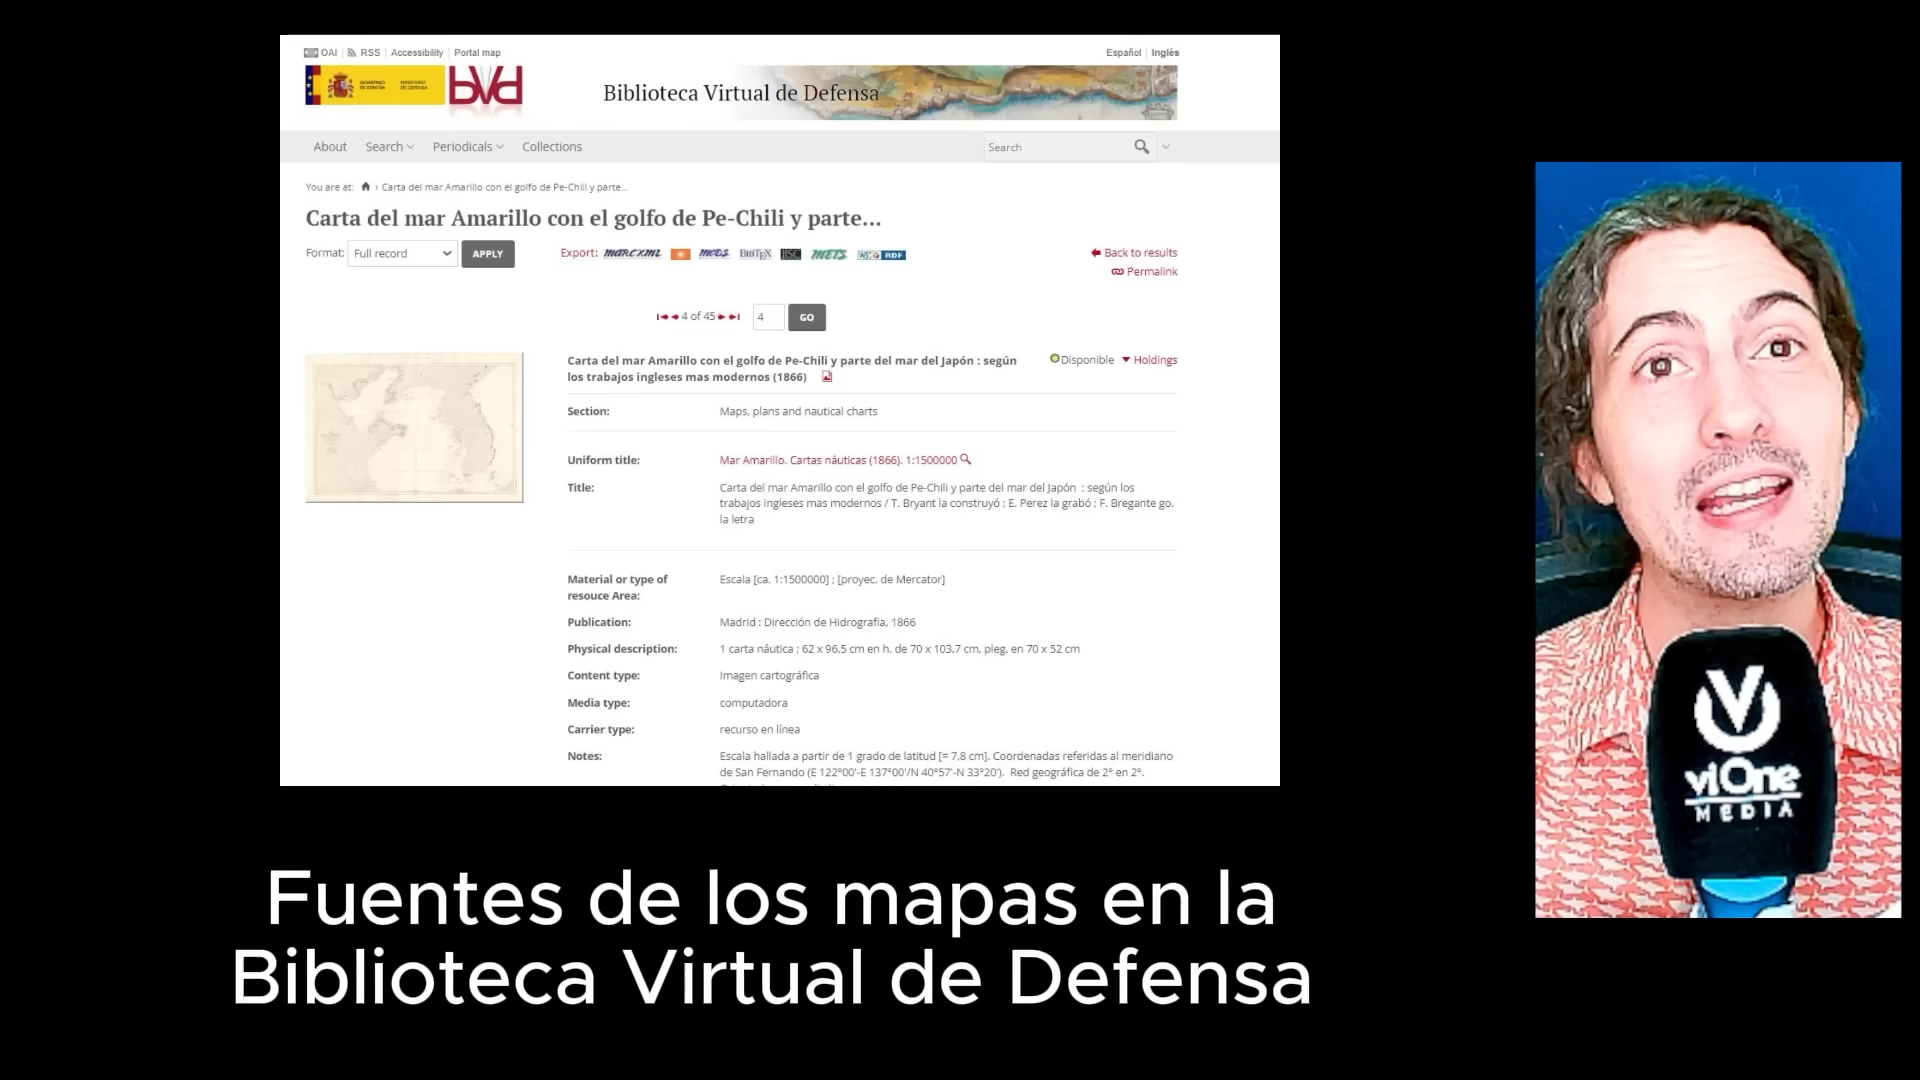 OAI RSS Accessibility Portal map
Español Inglés
GOBIERNO DE ESPAÑA
MINISTERIO DE DEFENSA
bvd
Biblioteca Virtual de Defensa
About Search Periodicals Collections
Search
You are at: › Carta del mar Amarillo con el golfo de Pe-Chili y parte...
Carta del mar Amarillo con el golfo de Pe-Chili y parte...
Format: Full record APPLY
Export: MARCXML MODS BIBTEX METS W3C RDF
Back to results
Permalink
4 of 45 4 GO
Carta del mar Amarillo con el golfo de Pe-Chili y parte del mar del Japón : según
los trabajos ingleses mas modernos (1866)
Disponible Holdings
Section: Maps, plans and nautical charts
Uniform title: Mar Amarillo. Cartas náuticas (1866). 1:1500000
Title: Carta del mar Amarillo con el golfo de Pe-Chili y parte del mar del Japón : según los
trabajos ingleses mas modernos / T. Bryant la construyó ; E. Perez la grabó ; F. Bregante go.
la letra
Material or type of Escala [ca. 1:1500000] ; [proyec. de Mercator]
resouce Area:
Publication: Madrid : Dirección de Hidrografia, 1866
Physical description: 1 carta náutica ; 62 x 96,5 cm en h. de 70 x 103,7 cm, pleg. en 70 x 52 cm
Content type: Imagen cartográfica
Media type: computadora
Carrier type: recurso en línea
Notes: Escala hallada a partir de 1 grado de latitud [= 7,8 cm]. Coordenadas referidas al meridiano
de San Fernando (E 122°00'-E 137°00'/N 40°57'-N 33°20'). Red geográfica de 2° en 2°.
viOne
MEDIA
Fuentes de los mapas en la
Biblioteca Virtual de Defensa